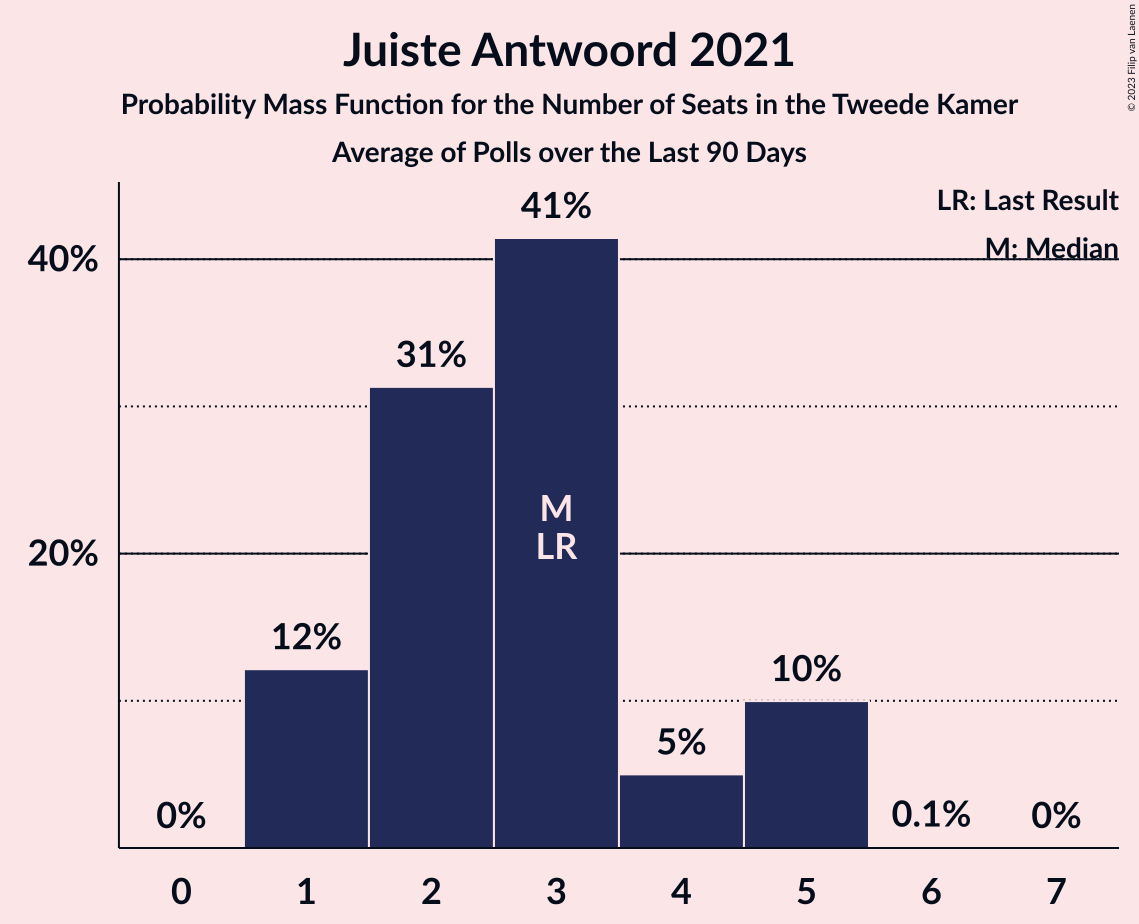 Juiste Antwoord 2021
Probability Mass Function for the Number of Seats in the Tweede Kamer
Average of Polls over the Last 90 Days
© 2023 Filip van Laenen
LR: Last Result
M: Median
40%
20%
0%
12%
31%
41%
M
LR
5%
10%
0.1%
0%
0 1 2 3 4 5 6 7